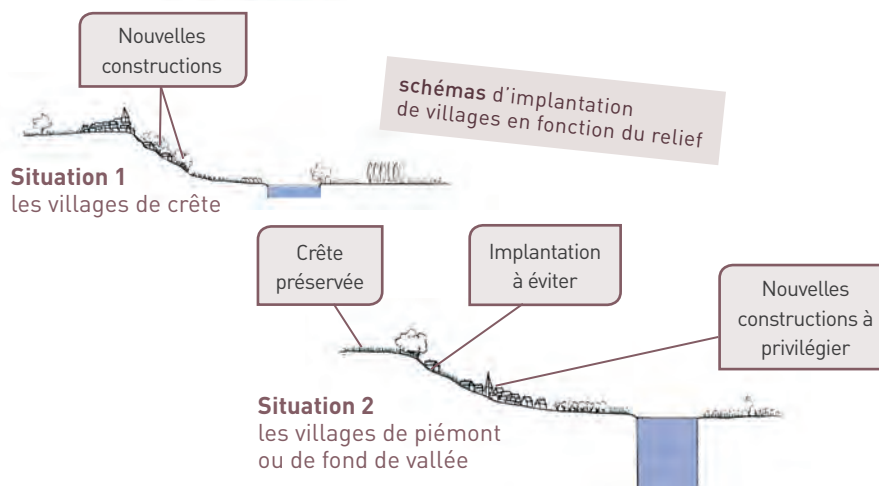 Nouvelles
constructions
schémas d'implantation
de villages en fonction du relief
Situation 1
les villages de crête
Crête
préservée
Implantation
à éviter
Nouvelles
constructions à
privilégier
Situation 2
les villages de piémont
ou de fond de vallée